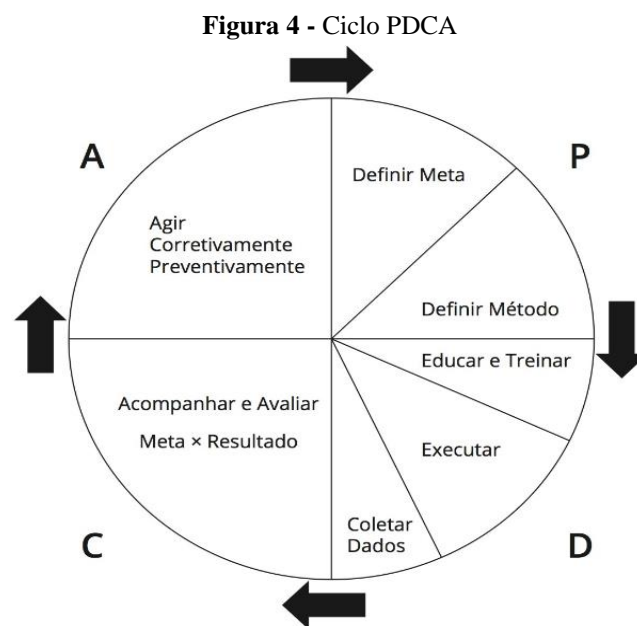 Figura 4 - Ciclo PDCA
A
P
Definir Meta
Agir
Corretivamente
Preventivamente
Definir Método
Educar e Treinar
Acompanhar e Avaliar
Meta × Resultado
Executar
Coletar
Dados
C
D